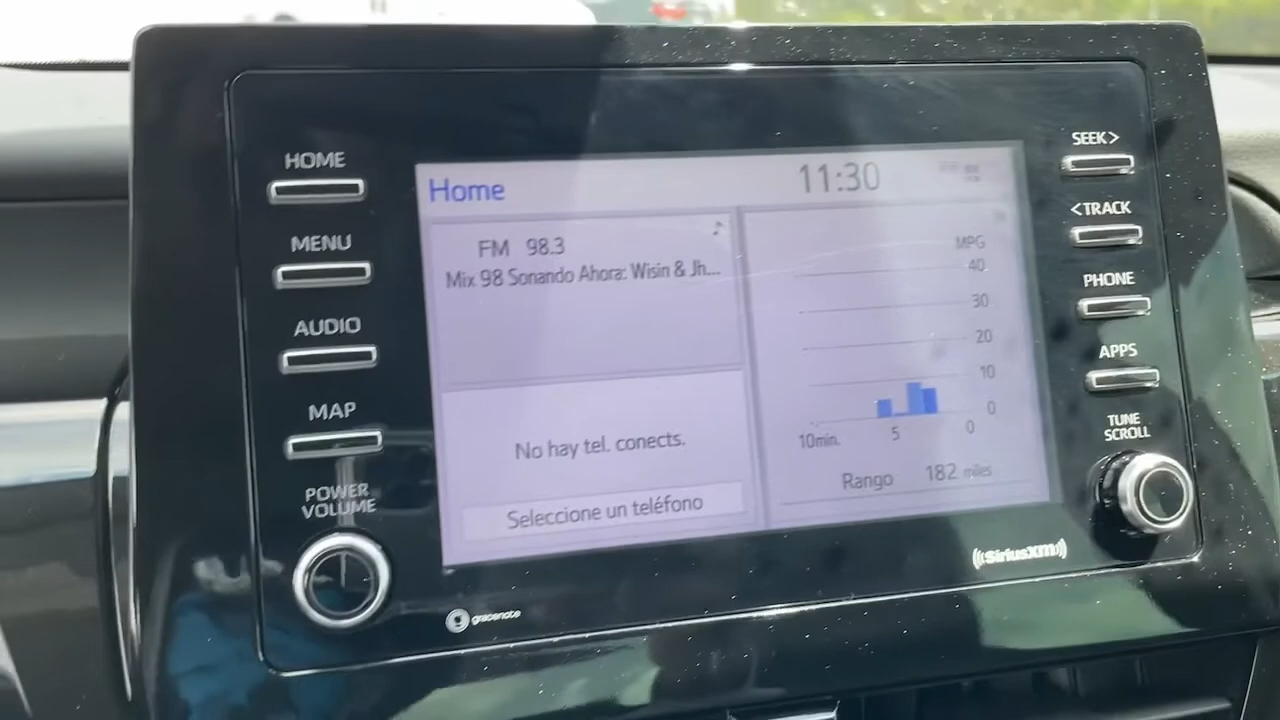 HOME
MENU
AUDIO
MAP
POWER
VOLUME
Home
11:30
FM 98.3
Mix 98 Sonando Ahora: Wisin & Jh...
No hay tel. conects.
Seleccione un teléfono
MPG
40
30
20
10
0
10min. 5 0
Rango 182 miles
SEEK>
<TRACK
PHONE
APPS
TUNE
SCROLL
gracenote
((SiriusXM))